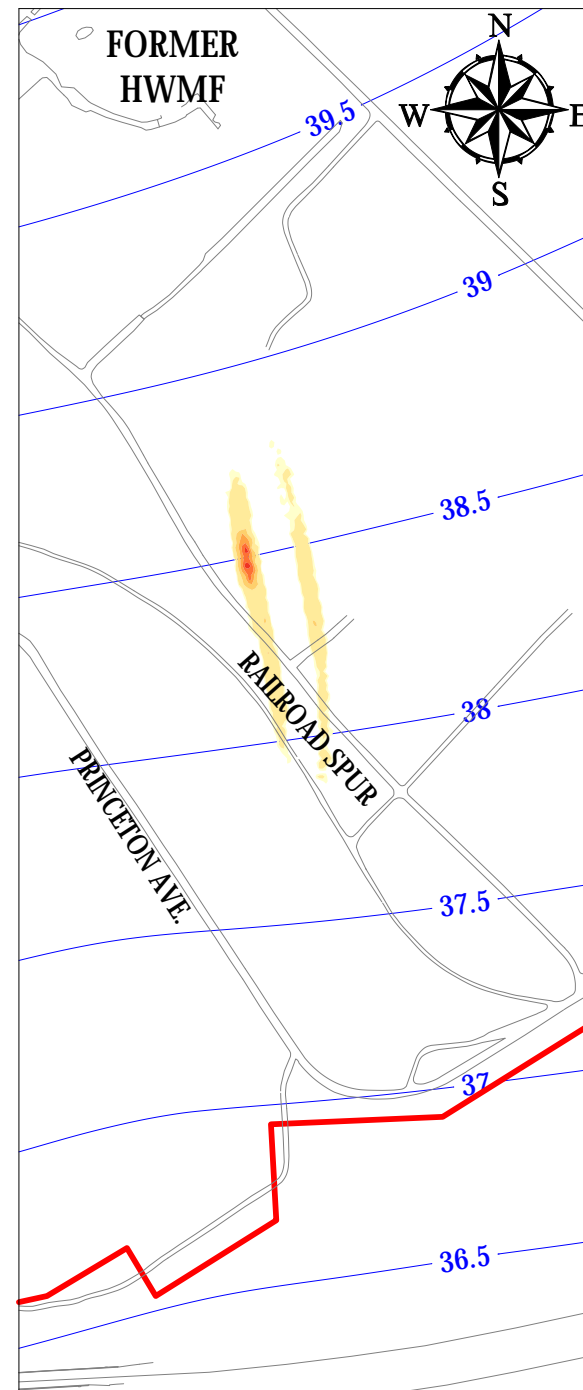 FORMER
HWMF
N
W
E
S
39.5
39
38.5
RAILROAD SPUR
38
PRINCETON AVE.
37.5
37
36.5